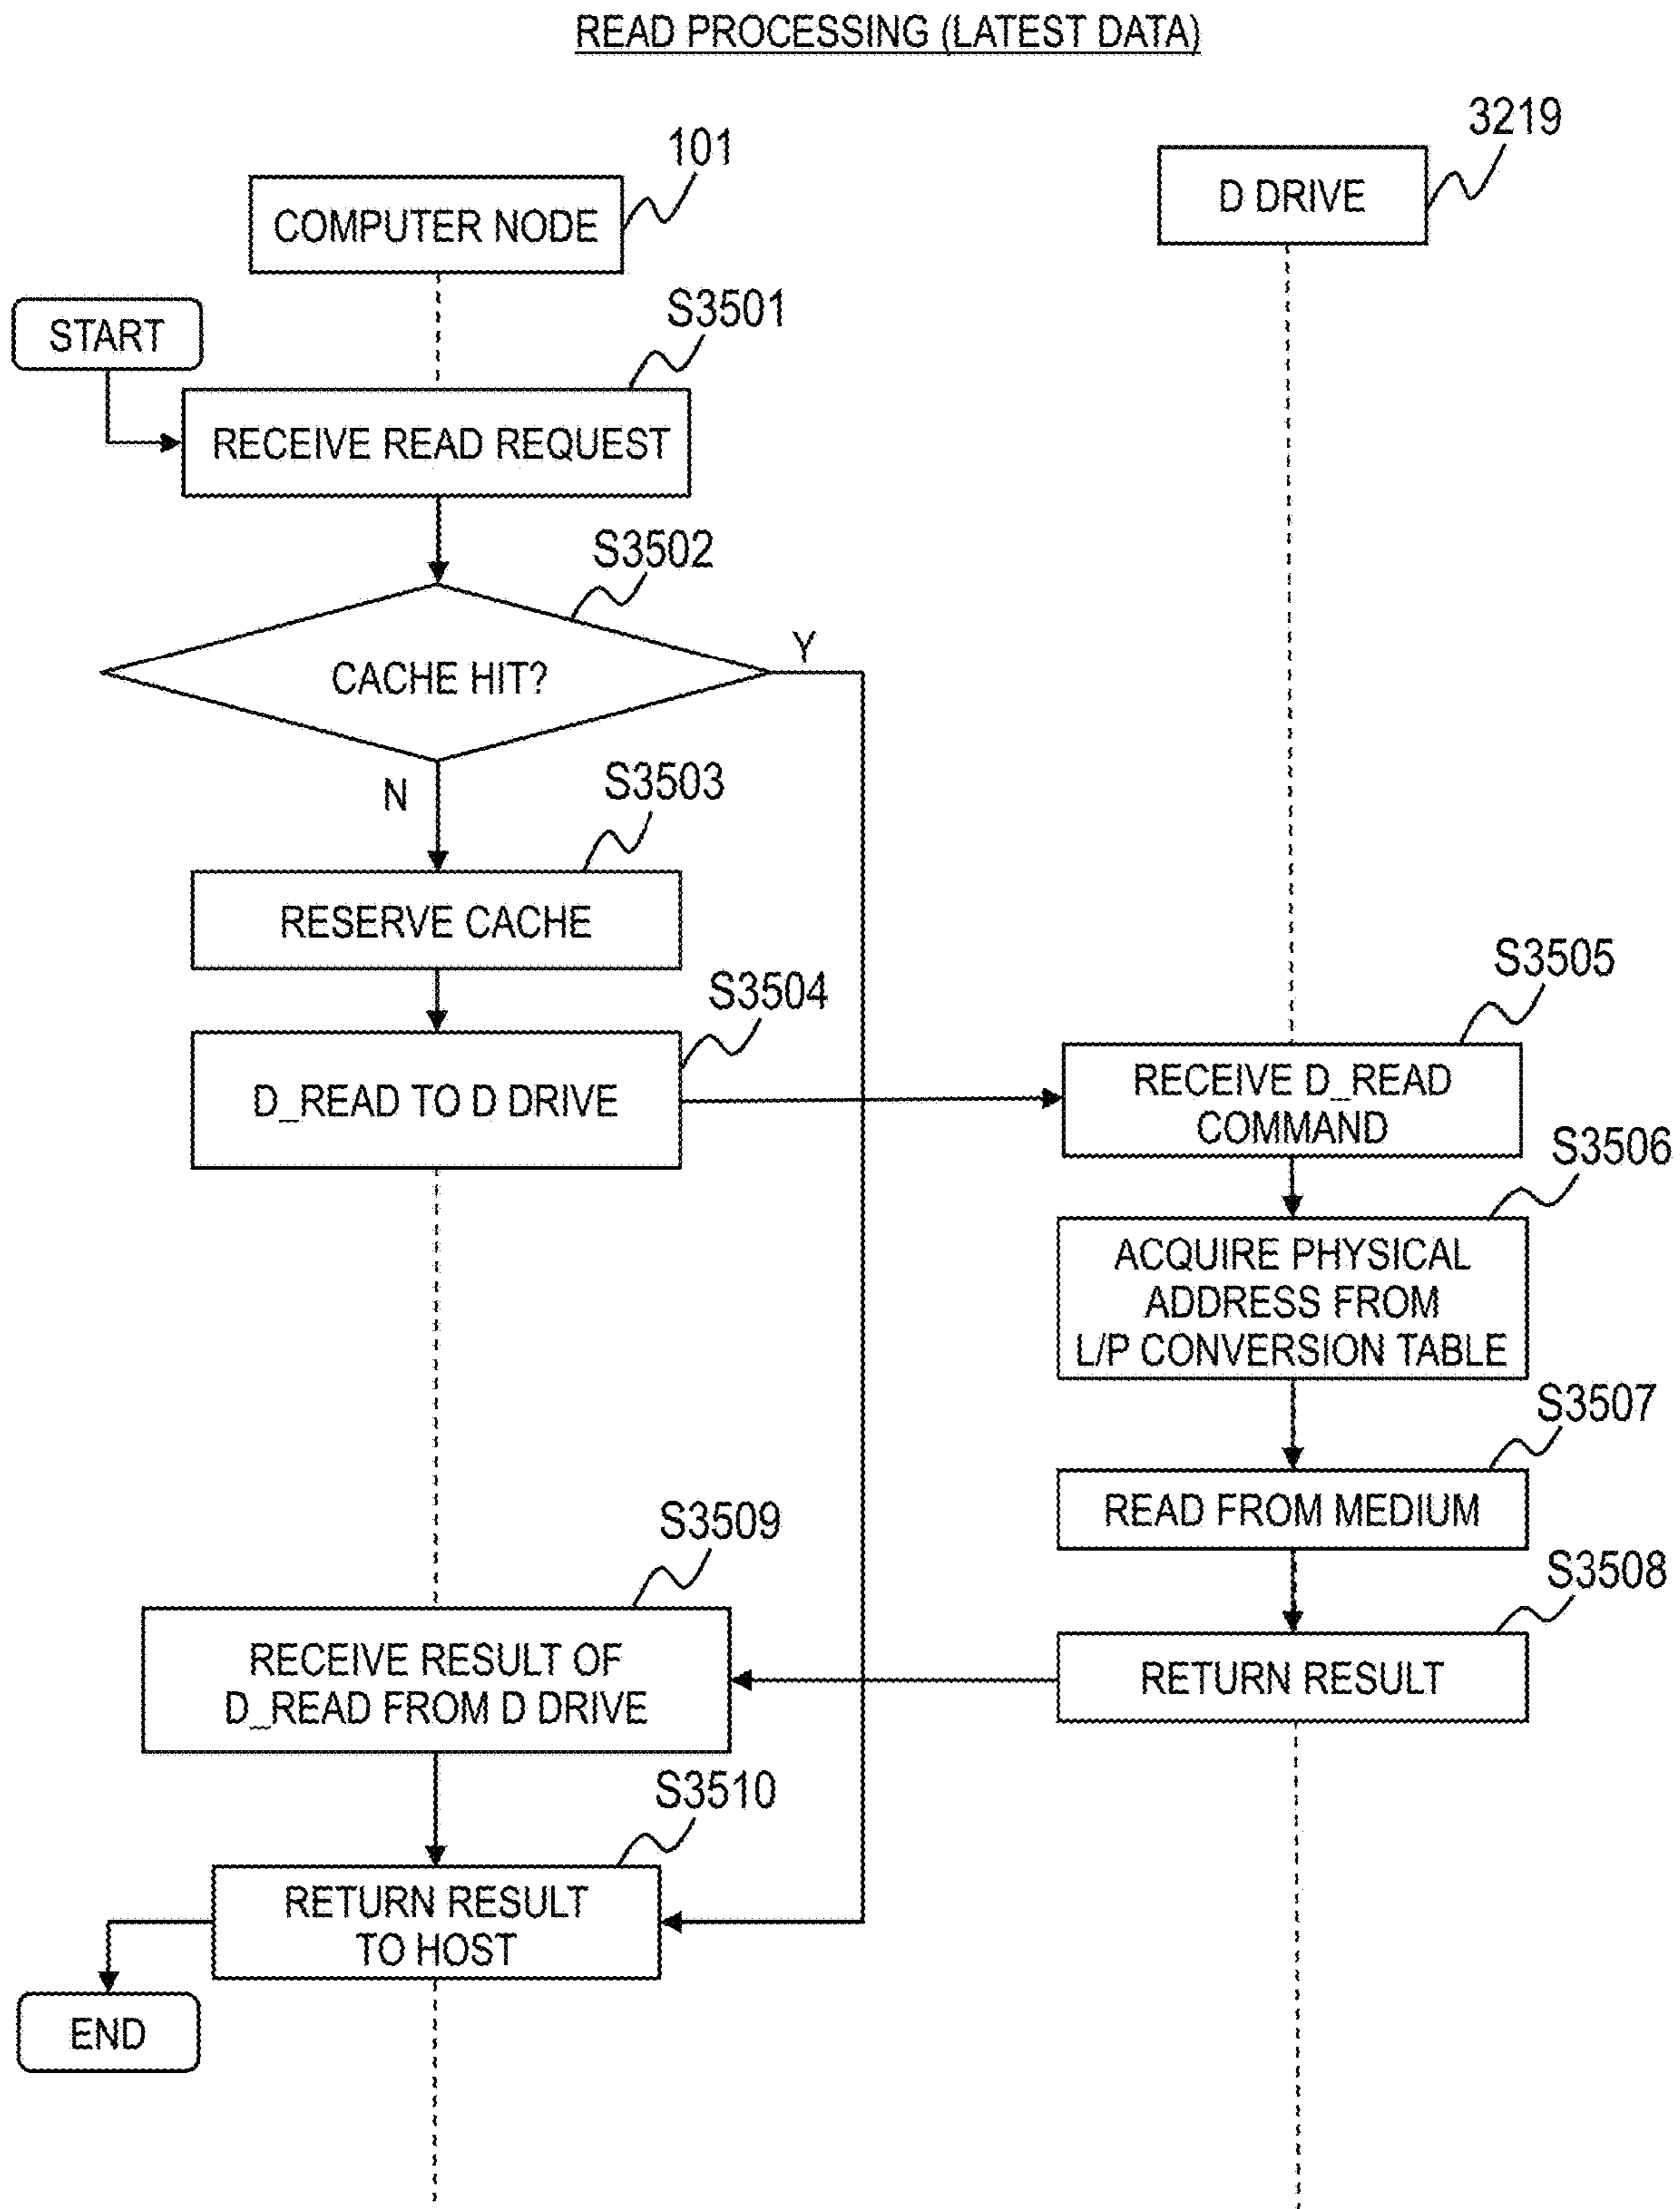 READ PROCESSING (LATEST DATA)
101
3219
COMPUTER NODE
D DRIVE
START
S3501
RECEIVE READ REQUEST
S3502
CACHE HIT?
Y
N
S3503
RESERVE CACHE
S3504
D_READ TO D DRIVE
S3505
RECEIVE D_READ
COMMAND
S3506
ACQUIRE PHYSICAL
ADDRESS FROM
L/P CONVERSION TABLE
S3507
READ FROM MEDIUM
S3508
RETURN RESULT
S3509
RECEIVE RESULT OF
D_READ FROM D DRIVE
S3510
RETURN RESULT
TO HOST
END